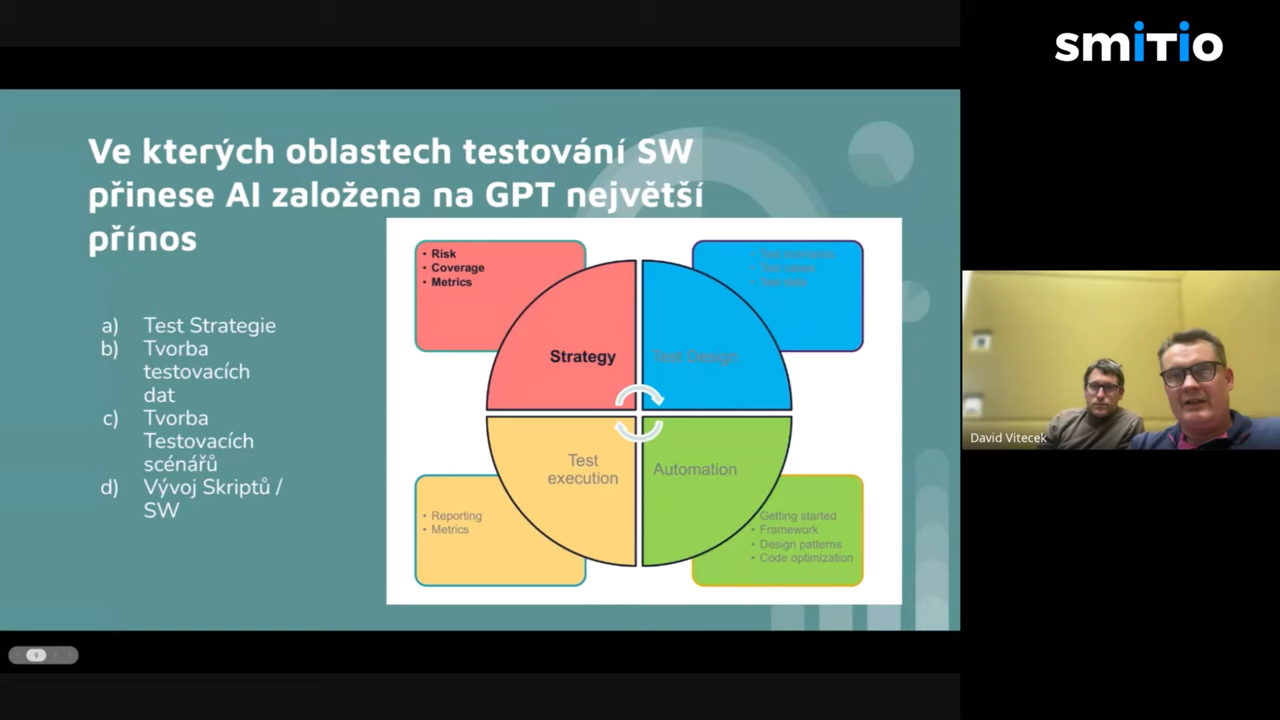 smiTio
Ve kterých oblastech testování SW
přinese AI založena na GPT největší
přínos
a) Test Strategie
b) Tvorba
testovacích
dat
c) Tvorba
Testovacích
scénářů
d) Vývoj Skriptů /
SW
• Risk
• Coverage
• Metrics
Strategy
Test Design
Test
execution
Automation
• Reporting
• Metrics
• Getting started
• Framework
• Design patterns
• Code optimization
David Vitecek